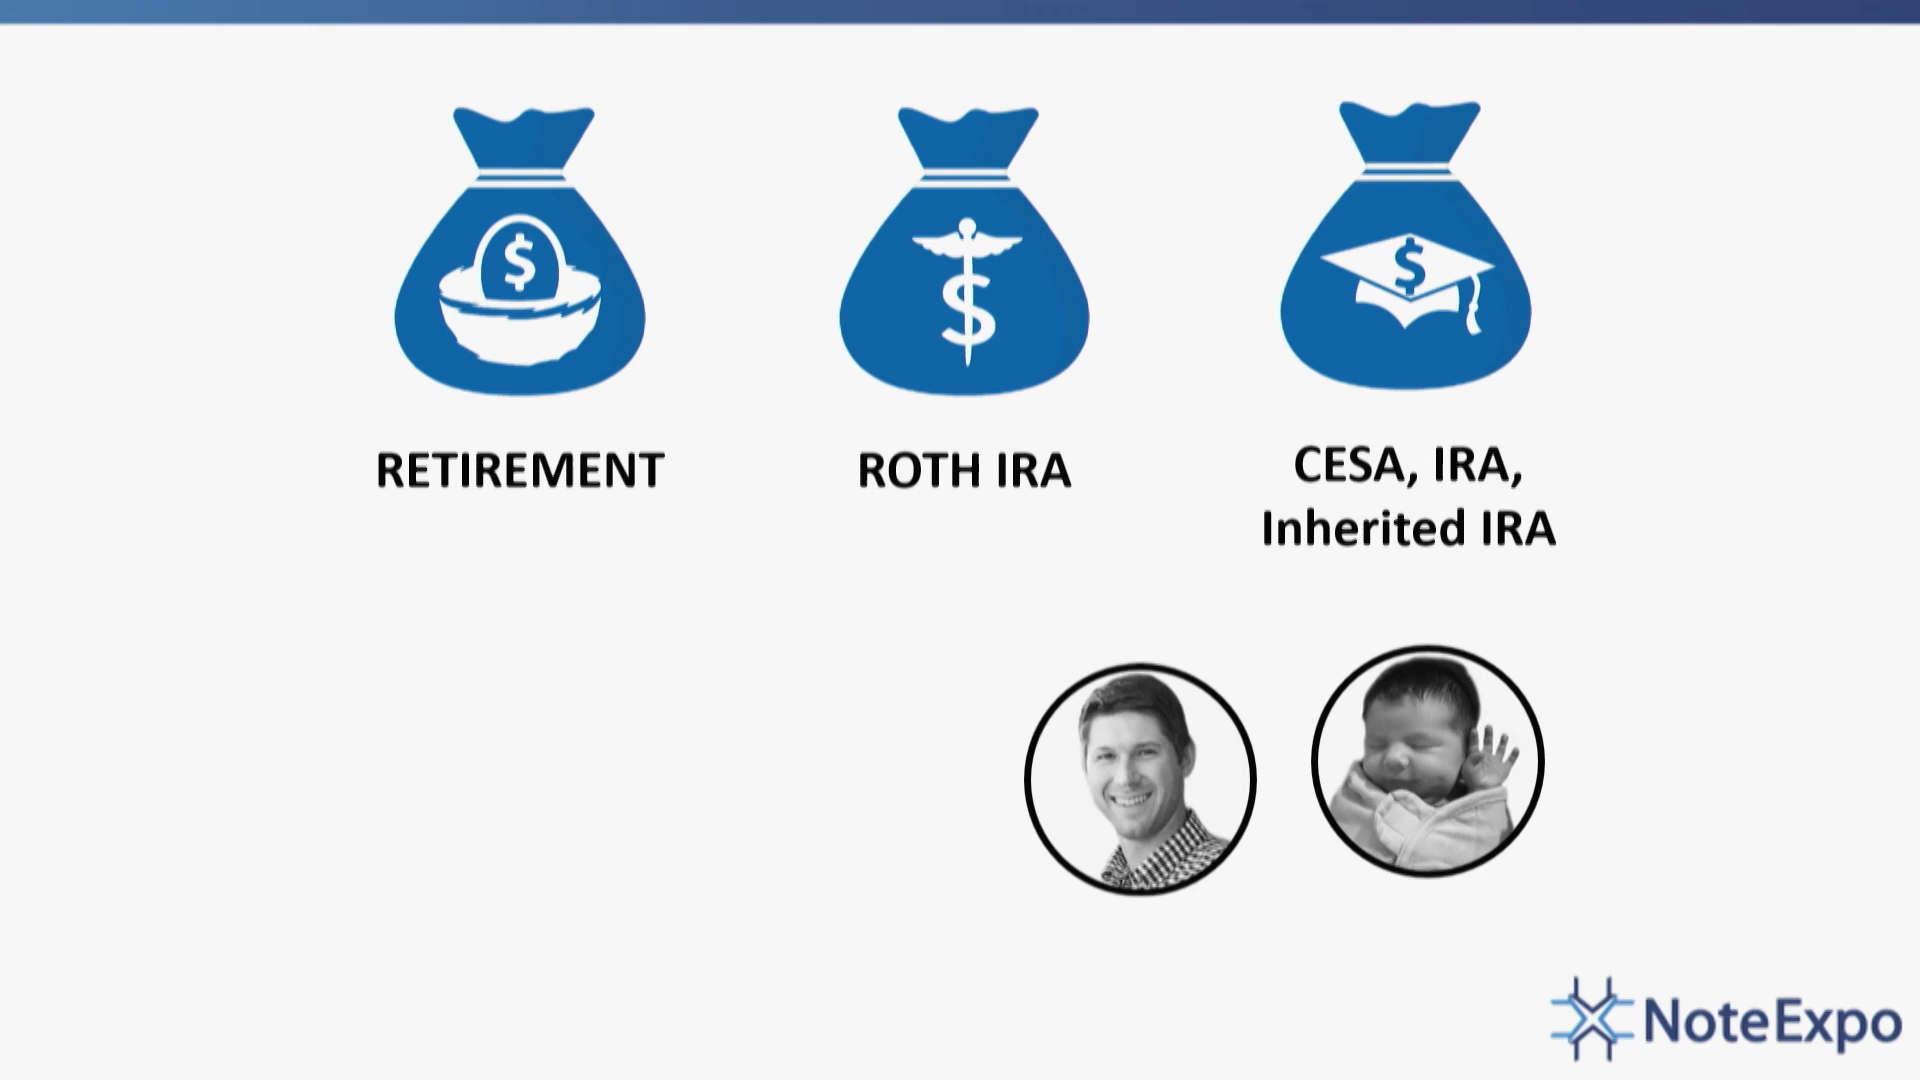 $
$
$
RETIREMENT
ROTH IRA
CESA, IRA,
Inherited IRA
NoteExpo